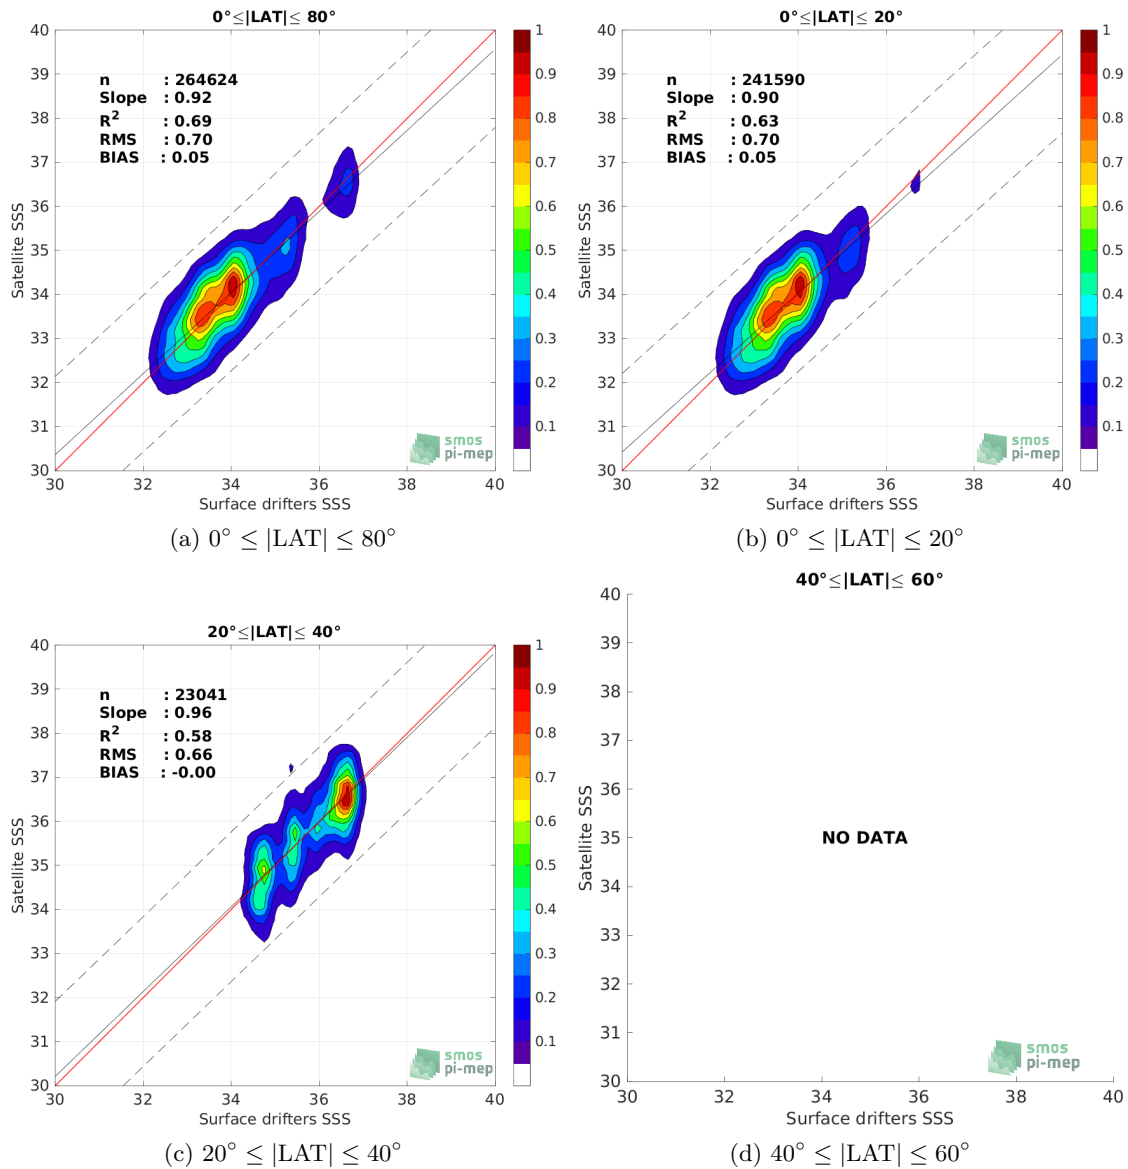 0°≤|LAT|≤ 80°
40
39
38
37
36
35
34
33
32
31
30
Satellite SSS
n : 264624
Slope : 0.92
R² : 0.69
RMS : 0.70
BIAS : 0.05
smos
pi-mep
30 32 34 36 38 40
Surface drifters SSS
1
0.9
0.8
0.7
0.6
0.5
0.4
0.3
0.2
0.1
(a) 0° ≤ |LAT| ≤ 80°
0°≤|LAT|≤ 20°
40
39
38
37
36
35
34
33
32
31
30
Satellite SSS
n : 241590
Slope : 0.90
R² : 0.63
RMS : 0.70
BIAS : 0.05
smos
pi-mep
30 32 34 36 38 40
Surface drifters SSS
1
0.9
0.8
0.7
0.6
0.5
0.4
0.3
0.2
0.1
(b) 0° ≤ |LAT| ≤ 20°
20°≤|LAT|≤ 40°
40
39
38
37
36
35
34
33
32
31
30
Satellite SSS
n : 23041
Slope : 0.96
R² : 0.58
RMS : 0.66
BIAS : -0.00
smos
pi-mep
30 32 34 36 38 40
Surface drifters SSS
1
0.9
0.8
0.7
0.6
0.5
0.4
0.3
0.2
0.1
(c) 20° ≤ |LAT| ≤ 40°
40°≤|LAT|≤ 60°
40
39
38
37
36
35
34
33
32
31
30
Satellite SSS
NO DATA
smos
pi-mep
30 32 34 36 38 40
Surface drifters SSS
(d) 40° ≤ |LAT| ≤ 60°